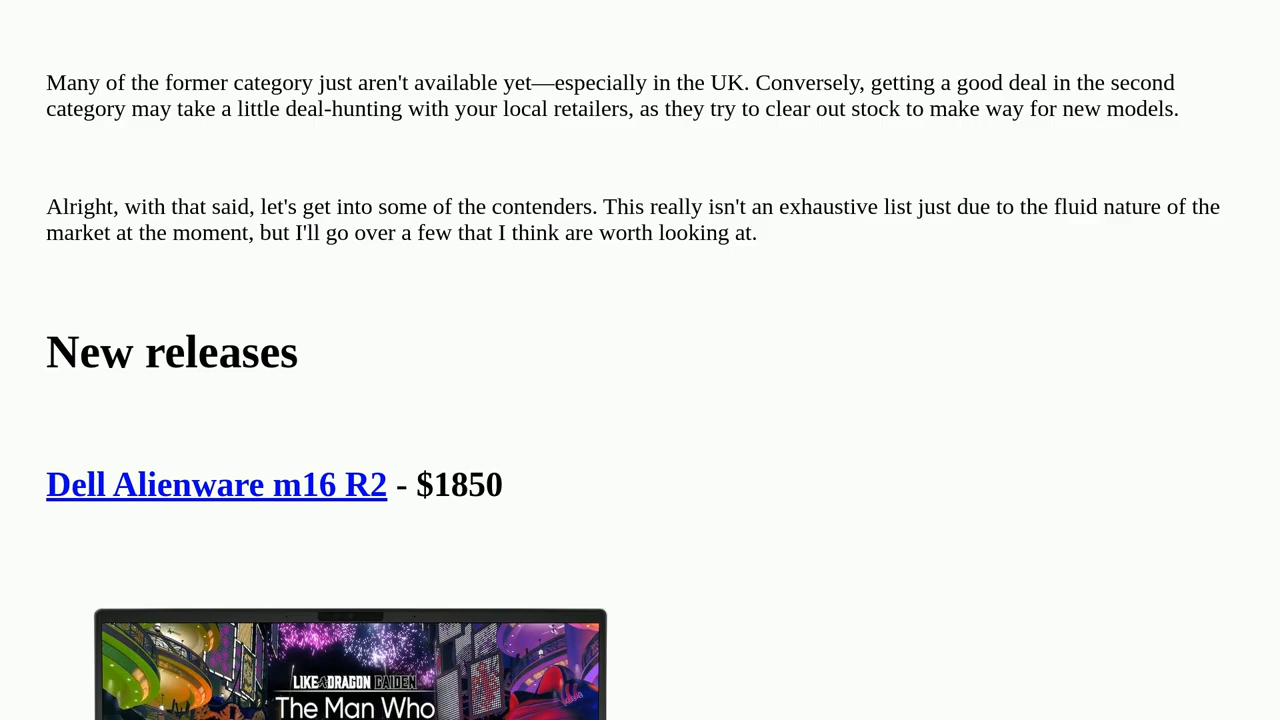 Many of the former category just aren't available yet—especially in the UK. Conversely, getting a good deal in the second
category may take a little deal-hunting with your local retailers, as they try to clear out stock to make way for new models.
Alright, with that said, let's get into some of the contenders. This really isn't an exhaustive list just due to the fluid nature of the
market at the moment, but I'll go over a few that I think are worth looking at.
New releases
Dell Alienware m16 R2 - $1850
LIKE A DRAGON GAIDEN
The Man Who